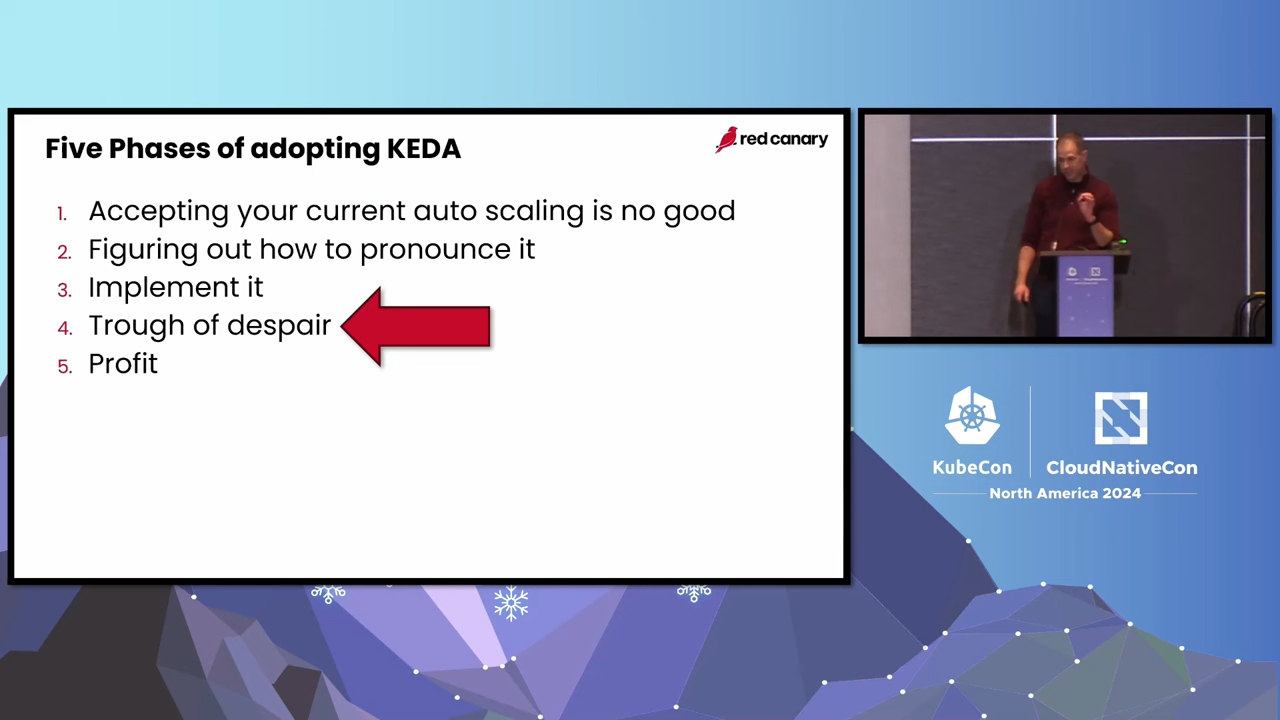 Five Phases of adopting KEDA
red canary
1. Accepting your current auto scaling is no good
2. Figuring out how to pronounce it
3. Implement it
4. Trough of despair
5. Profit
KubeCon
CloudNativeCon
North America 2024